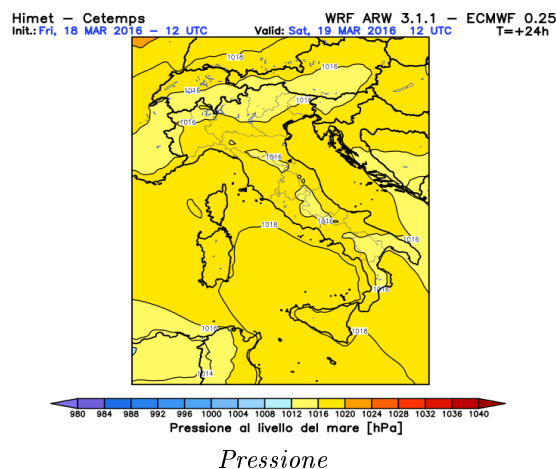 Himet – Cetemps WRF ARW 3.1.1 – ECMWF 0.25
Init.: Fri, 18 MAR 2016 – 12 UTC Valid: Sat, 19 MAR 2016 12 UTC T=+24h
1018
1016
1016
1016
1016
1016
1016
1018
1016
1016
1016
1018
1014
980 984 988 992 996 1000 1004 1008 1012 1016 1020 1024 1028 1032 1036 1040
Pressione al livello del mare [hPa]
Pressione